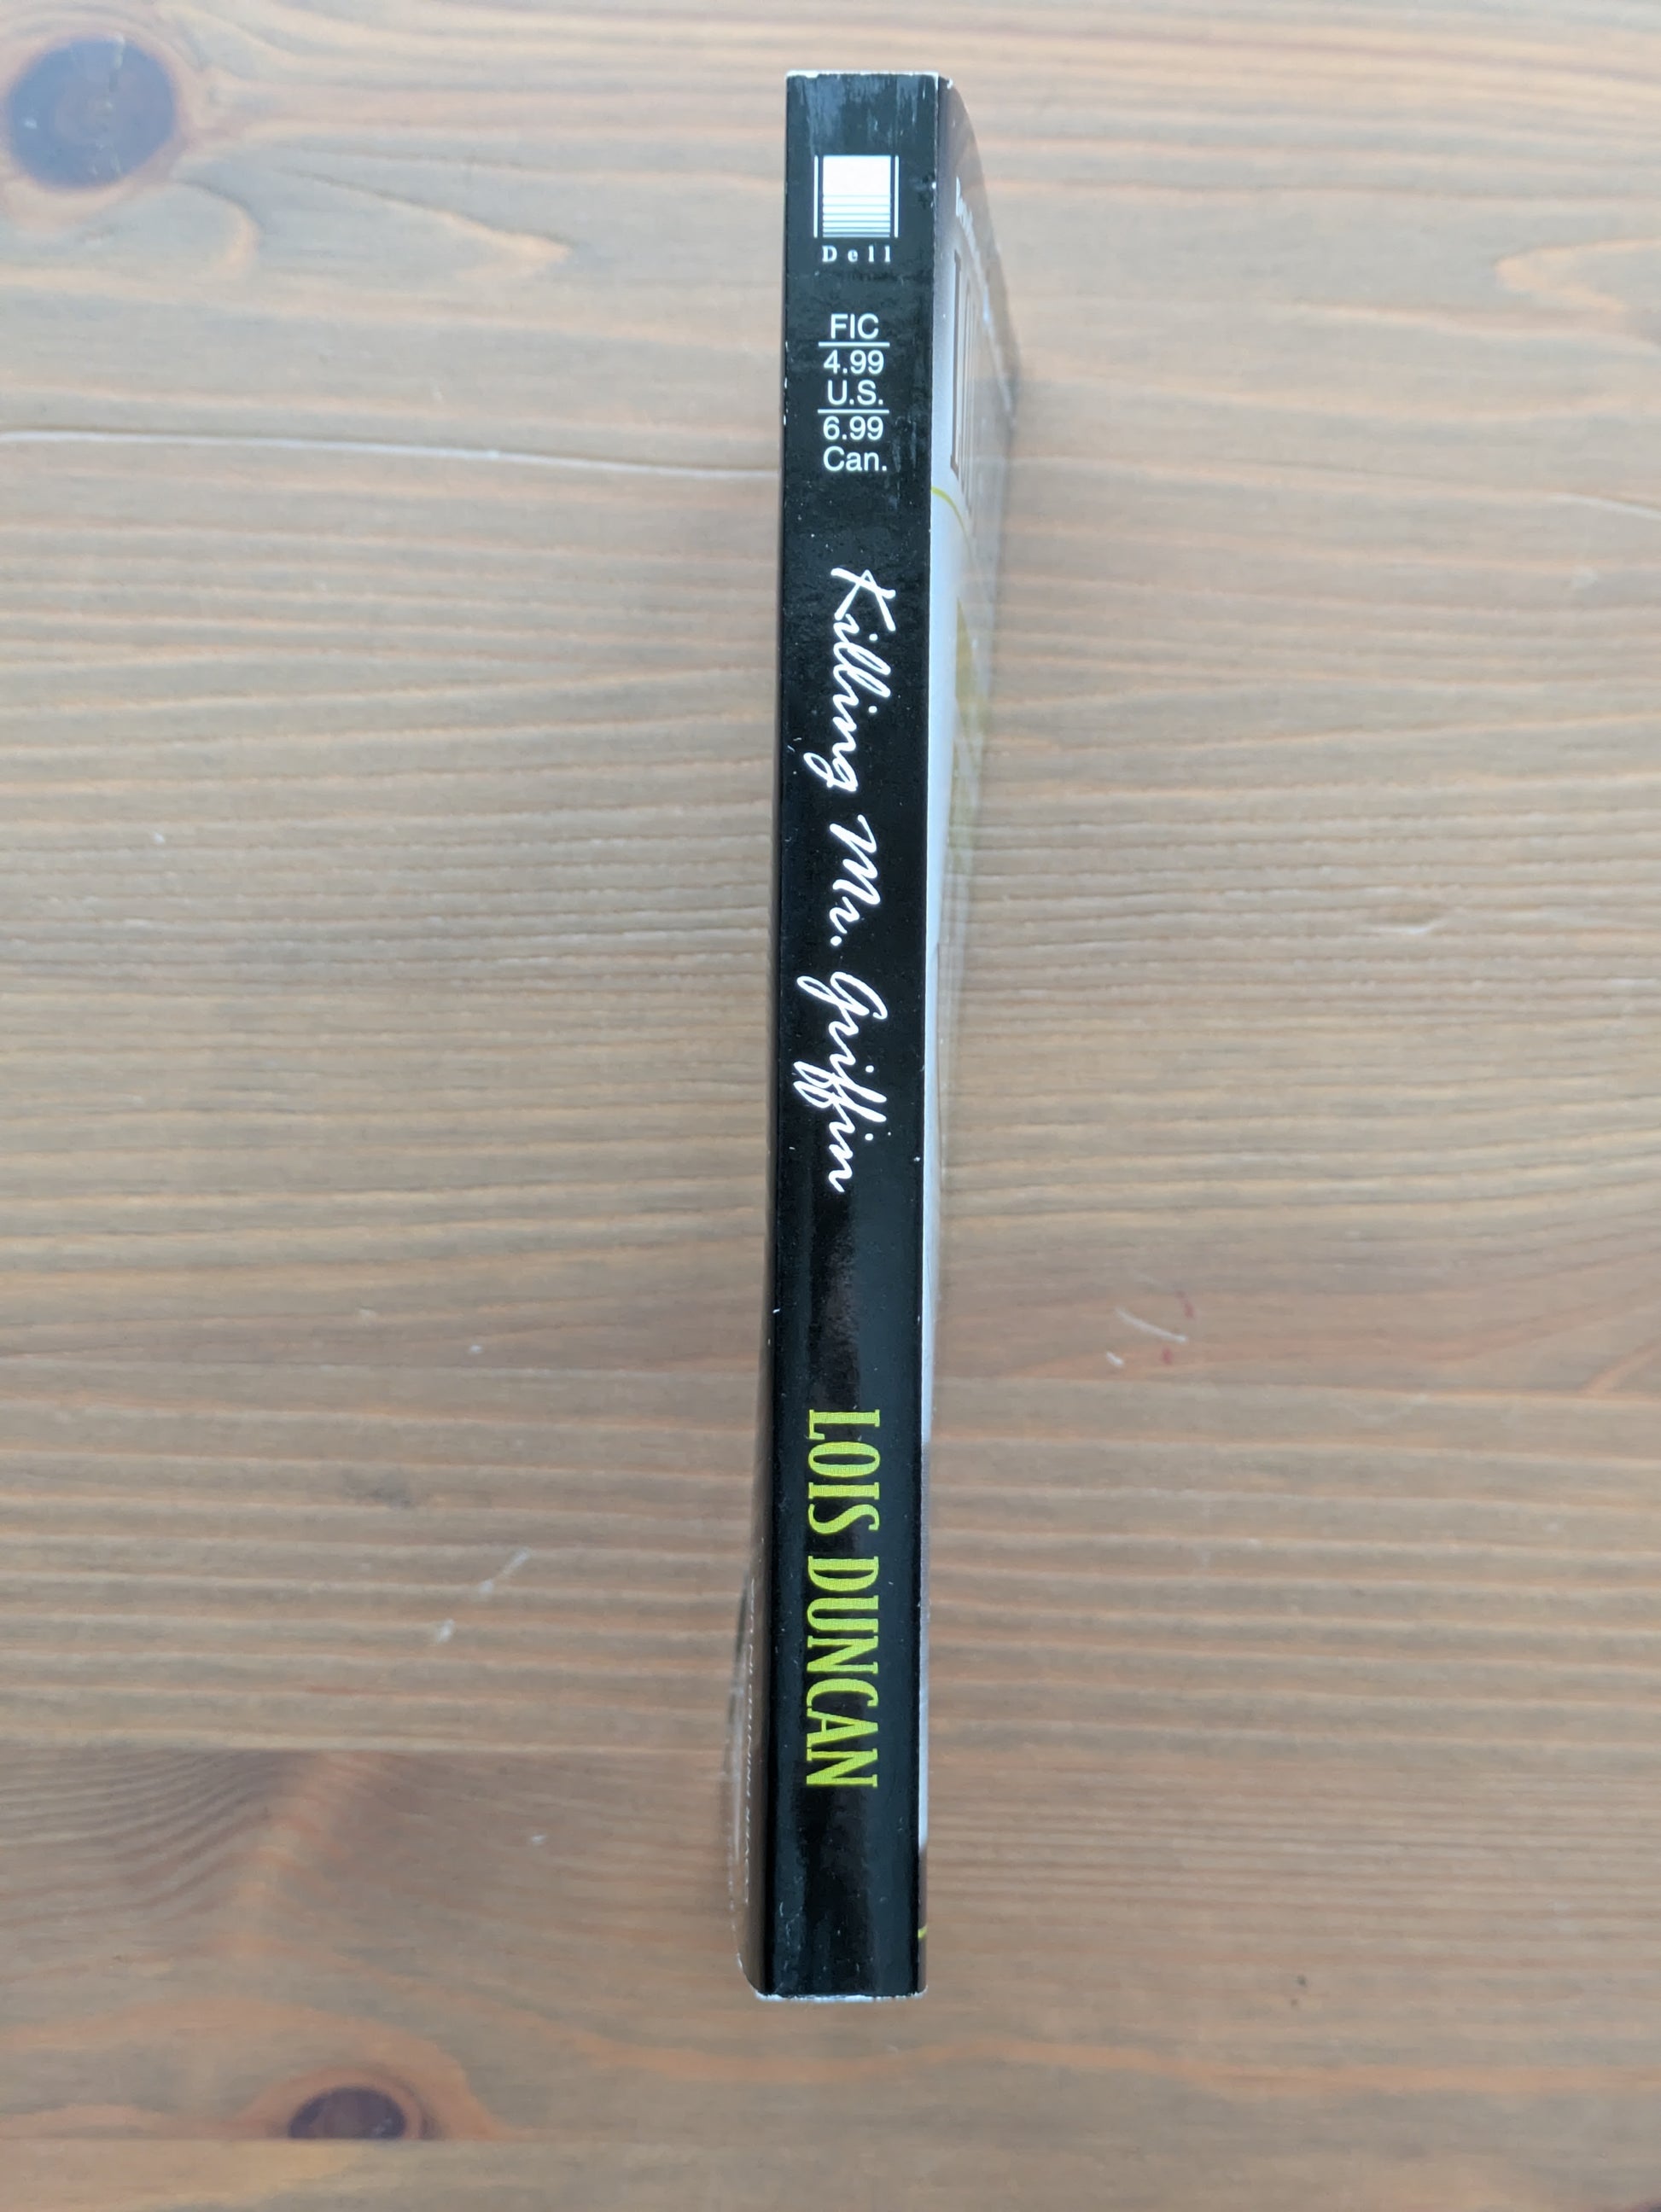 Dell
FIC
4.99
U.S.
6.99
Can.
Killing Mr. Griffin
LOIS DUNCAN